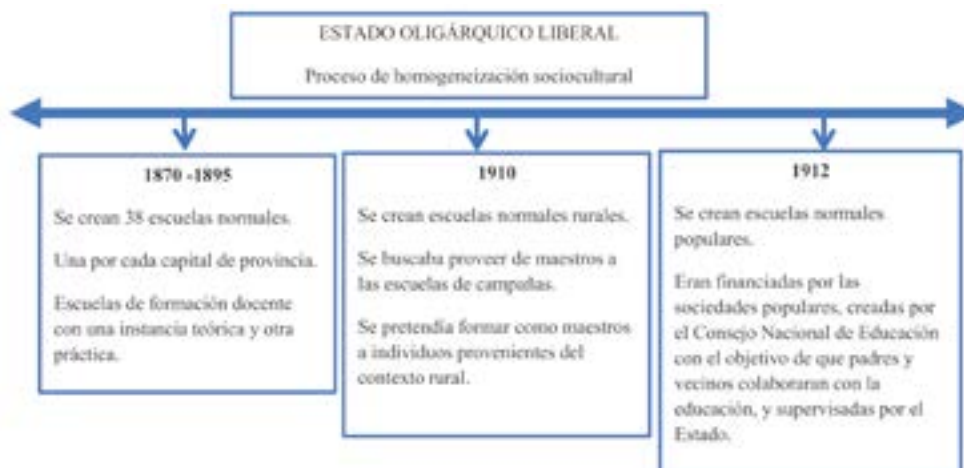 ESTADO OLIGÁRQUICO LIBERAL
Proceso de homogeneización sociocultural
1870 -1895
Se crean 38 escuelas normales.
Una por cada capital de provincia.
Escuelas de formación docente
con una instancia teórica y otra
práctica.
1910
Se crean escuelas normales rurales.
Se buscaba proveer de maestros a
las escuelas de campañas.
Se pretendía formar como maestros
a individuos provenientes del
contexto rural.
1912
Se crean escuelas normales
populares.
Eran financiadas por las
sociedades populares, creadas por
el Consejo Nacional de Educación
con el objetivo de que padres y
vecinos colaboraran con la
educación, y supervisadas por el
Estado.